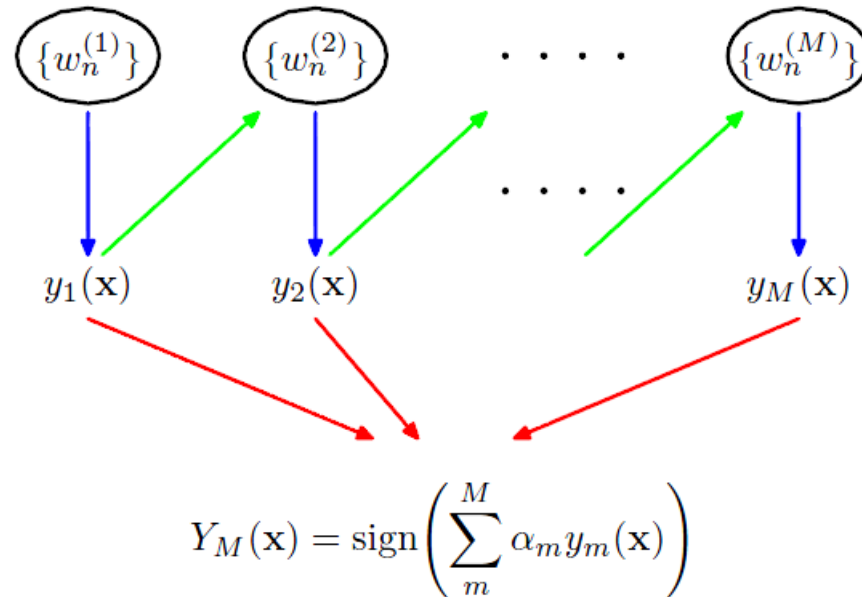 {w_n^{(1)}} {w_n^{(2)}} · · · · {w_n^{(M)}}
· · · ·
y_1(x) y_2(x) y_M(x)
Y_M(x) = sign(∑_m^M α_m y_m(x))